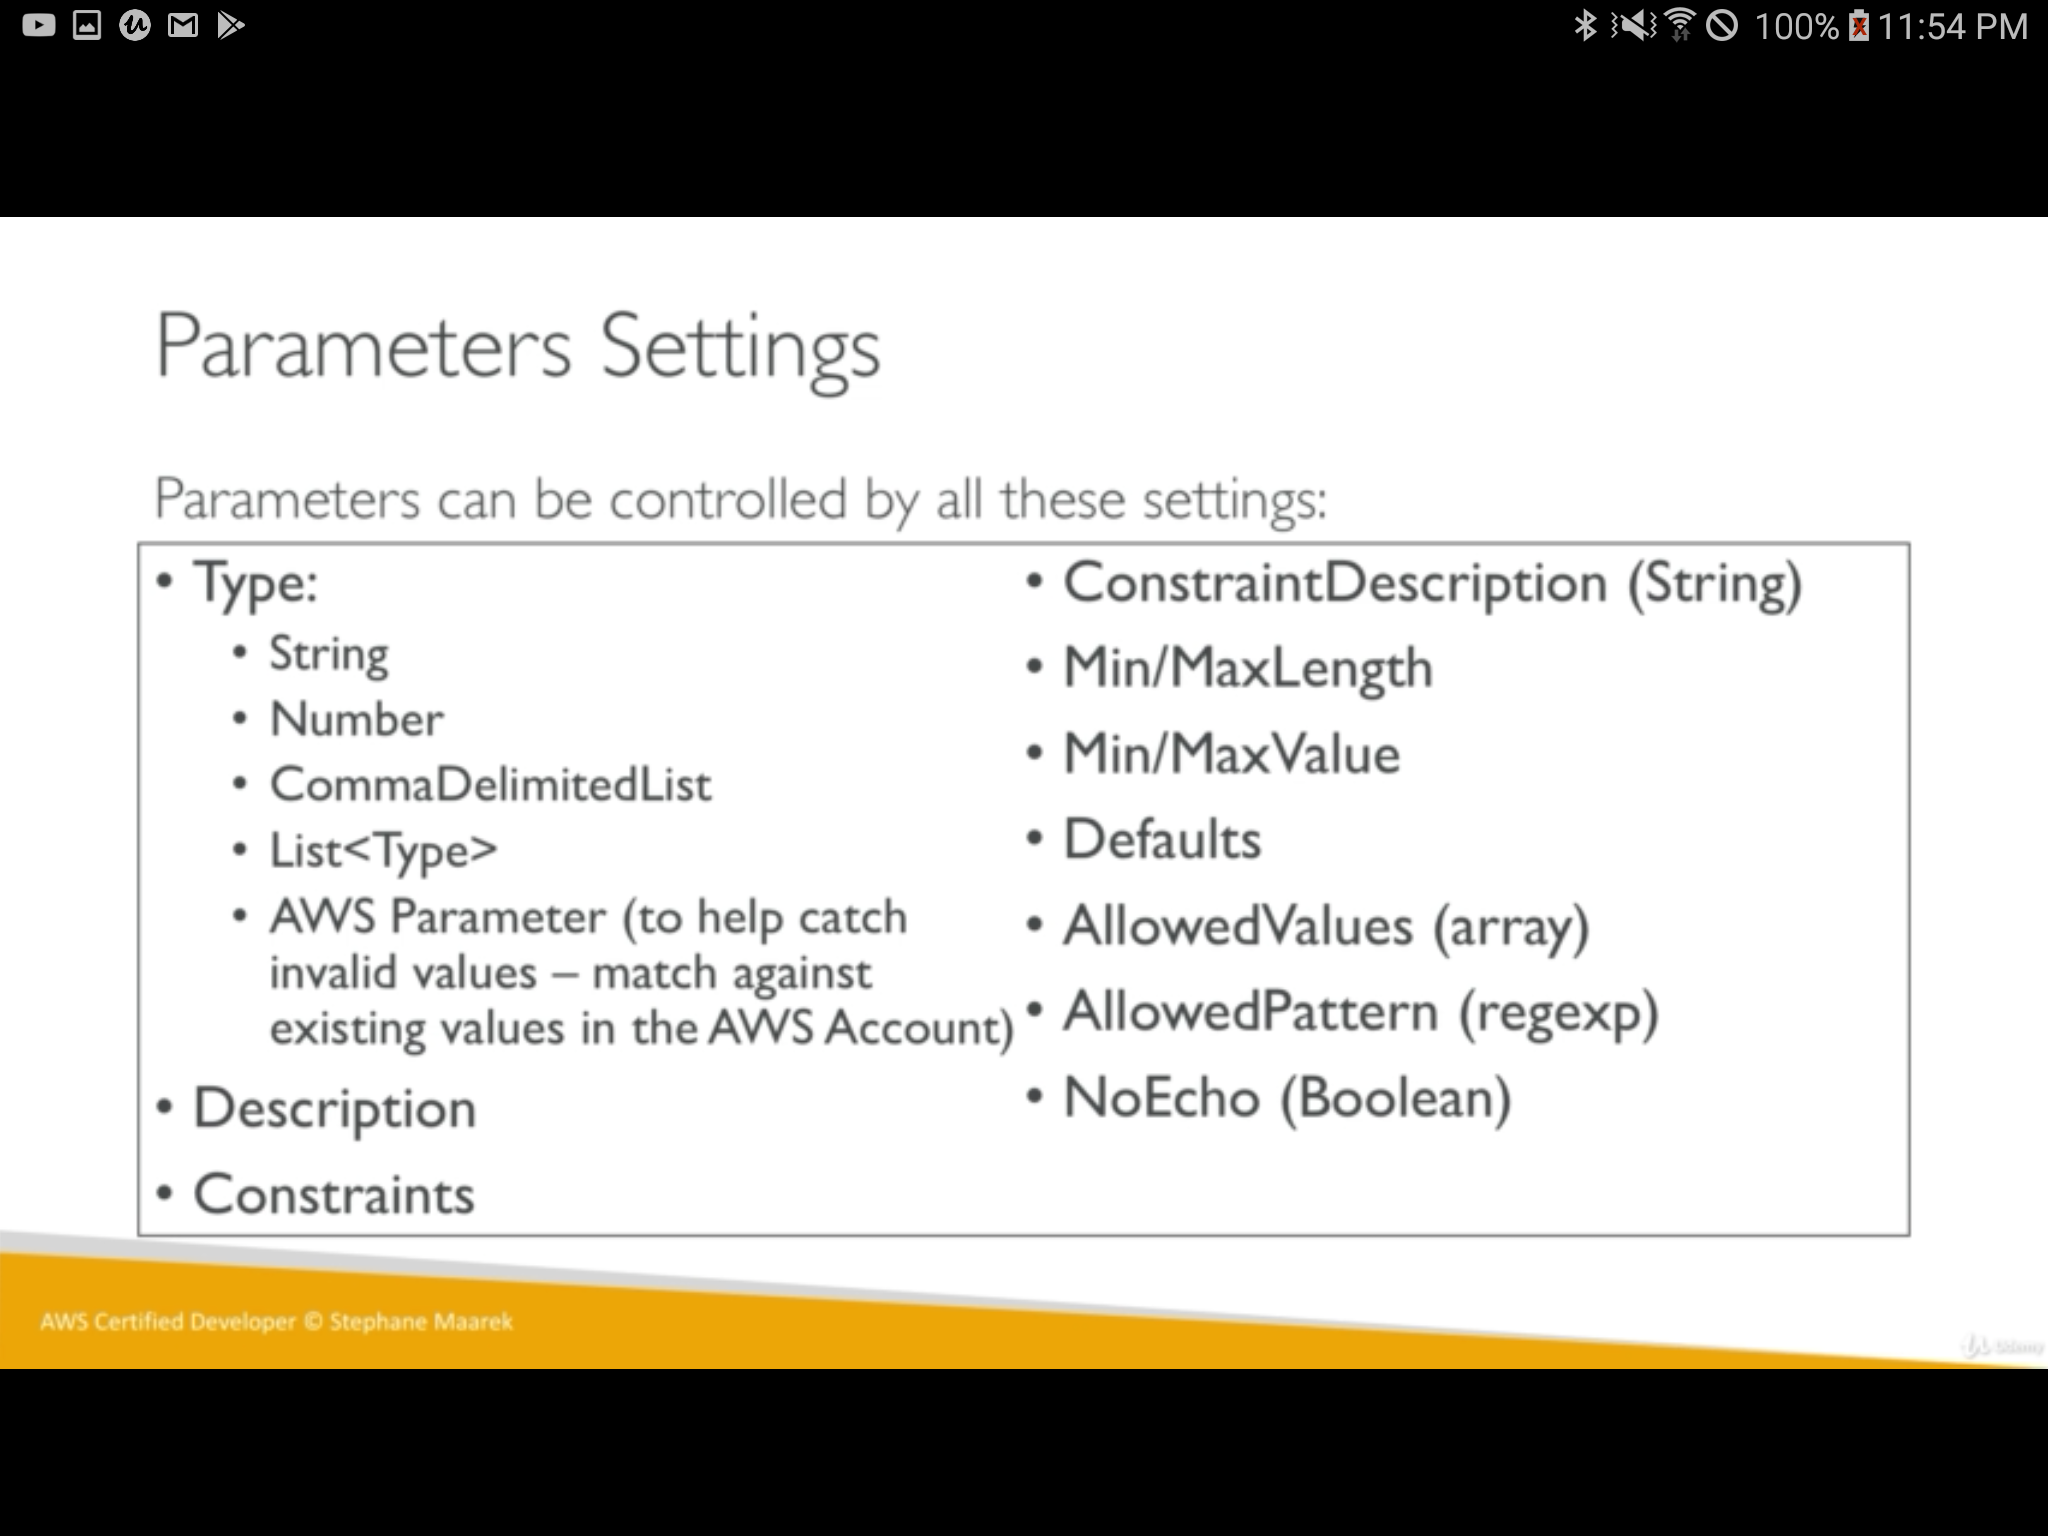 100% 11:54 PM
Parameters Settings
Parameters can be controlled by all these settings:
• Type:
• String
• Number
• CommaDelimitedList
• List<Type>
• AWS Parameter (to help catch
invalid values – match against
existing values in the AWS Account)
• Description
• Constraints
• ConstraintDescription (String)
• Min/MaxLength
• Min/MaxValue
• Defaults
• AllowedValues (array)
• AllowedPattern (regexp)
• NoEcho (Boolean)
AWS Certified Developer © Stephane Maarek
Udemy